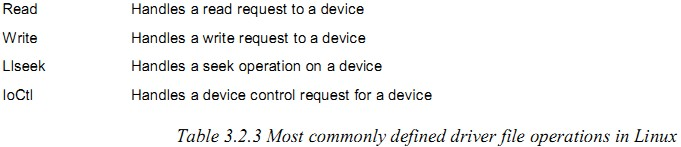 Read Handles a read request to a device
Write Handles a write request to a device
Llseek Handles a seek operation on a device
IoCtl Handles a device control request for a device
Table 3.2.3 Most commonly defined driver file operations in Linux